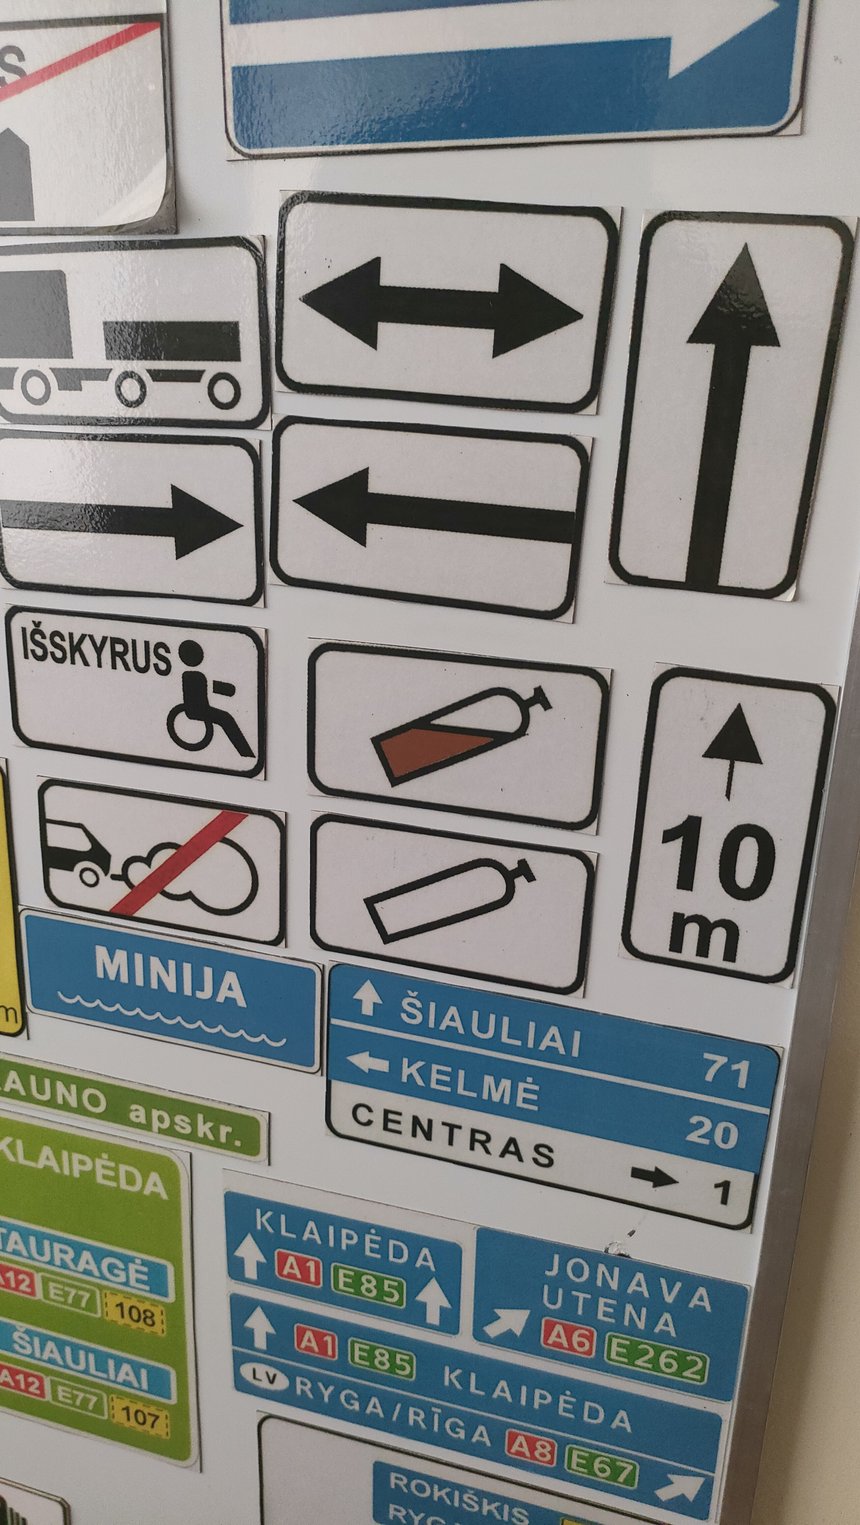 S
IŠSKYRUS
10
m
m
MINIJA
ŠIAULIAI 71
KELMĖ 20
CENTRAS 1
AUNO apskr.
KLAIPĖDA
TAURAGĖ
A12 E77 108
ŠIAULIAI
A12 E77 107
KLAIPĖDA
A1 E85
JONAVA
UTENA
A6 E262
A1 E85 KLAIPĖDA
LV RYGA/RĪGA A8 E67
ROKIŠKIS